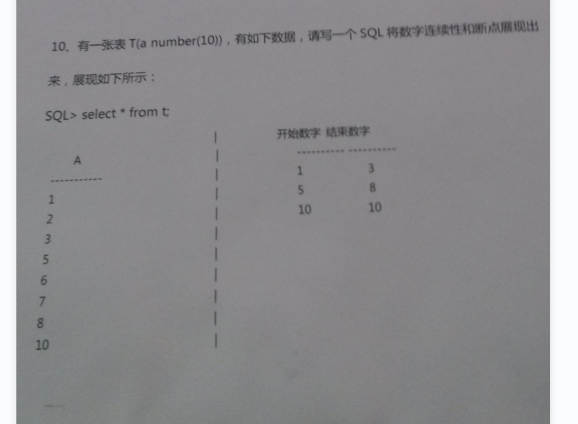 10、有一张表 T(a number(10))，有如下数据，请写一个 SQL 将数字连续性和断点展现出
来，展现如下所示：
SQL> select * from t;
A
-----------
1
2
3
5
6
7
8
10
开始数字 结束数字
---------- ----------
1 3
5 8
10 10